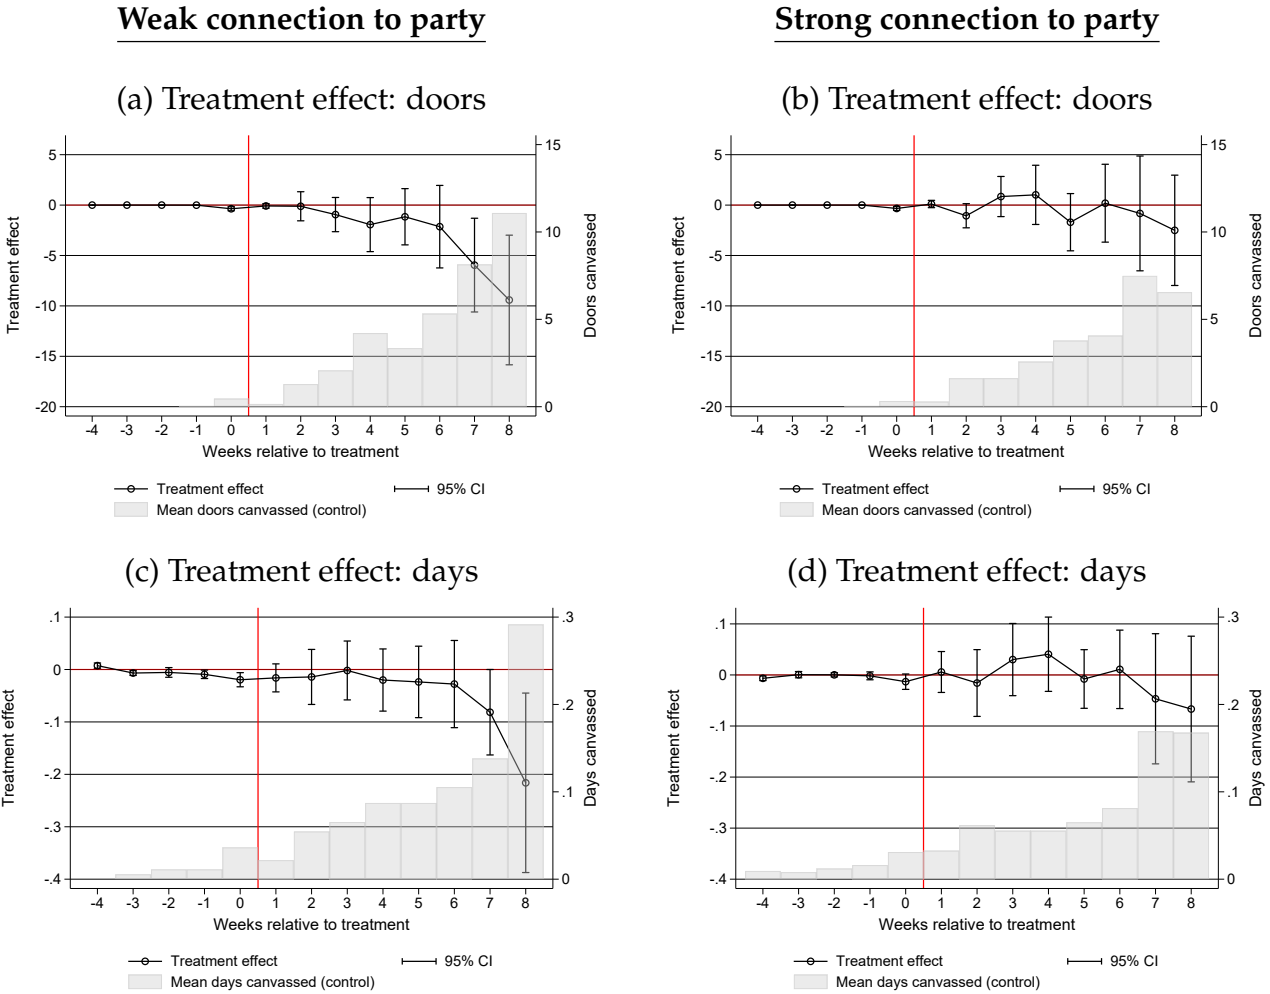 Weak connection to party
Strong connection to party
(a) Treatment effect: doors
(b) Treatment effect: doors
5
0
-5
-10
-15
-20
Treatment effect
15
10
5
0
Doors canvassed
-4 -3 -2 -1 0 1 2 3 4 5 6 7 8
Weeks relative to treatment
Treatment effect
95% CI
Mean doors canvassed (control)
5
0
-5
-10
-15
-20
Treatment effect
15
10
5
0
Doors canvassed
-4 -3 -2 -1 0 1 2 3 4 5 6 7 8
Weeks relative to treatment
Treatment effect
95% CI
Mean doors canvassed (control)
(c) Treatment effect: days
(d) Treatment effect: days
.1
0
-.1
-.2
-.3
-.4
Treatment effect
.3
.2
.1
0
Days canvassed
-4 -3 -2 -1 0 1 2 3 4 5 6 7 8
Weeks relative to treatment
Treatment effect
95% CI
Mean days canvassed (control)
.1
0
-.1
-.2
-.3
-.4
Treatment effect
.3
.2
.1
0
Days canvassed
-4 -3 -2 -1 0 1 2 3 4 5 6 7 8
Weeks relative to treatment
Treatment effect
95% CI
Mean days canvassed (control)